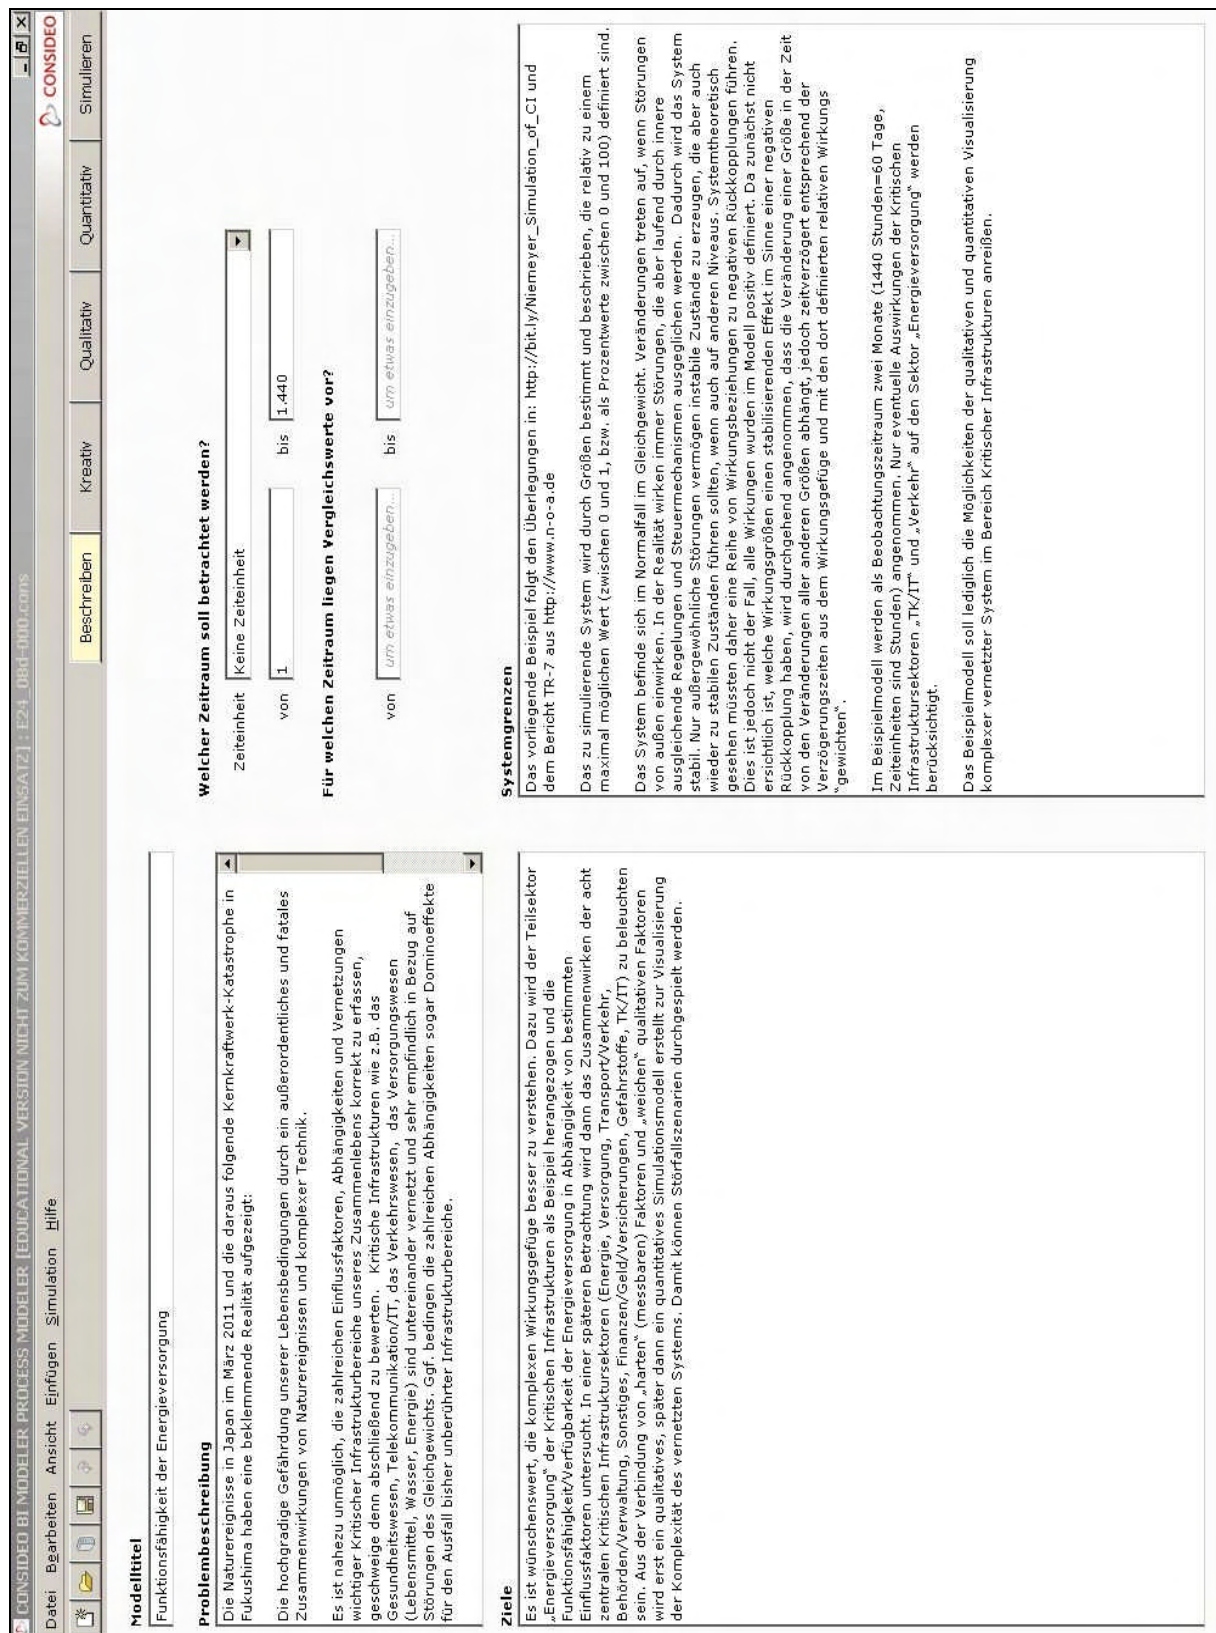 CONSIDEO BI MODELER PROCESS MODELER [EDUCATIONAL VERSION NICHT ZUM KOMMERZIELLEN EINSATZ] : E24_08d-000.cons
Datei Bearbeiten Ansicht Einfügen Simulation Hilfe
CONSIDEO
Beschreiben Kreativ Qualitativ Quantitativ Simulieren
Modelltitel
Funktionsfähigkeit der Energieversorgung
Problembeschreibung
Die Naturereignisse in Japan im März 2011 und die daraus folgende Kernkraftwerk-Katastrophe in
Fukushima haben eine beklemmende Realität aufgezeigt:
Die hochgradige Gefährdung unserer Lebensbedingungen durch ein außerordentliches und fatales
Zusammenwirkungen von Naturereignissen und komplexer Technik.
Es ist nahezu unmöglich, die zahlreichen Einflussfaktoren, Abhängigkeiten und Vernetzungen
wichtiger Kritischer Infrastrukturbereiche unseres Zusammenlebens korrekt zu erfassen,
geschweige denn abschließend zu bewerten. Kritische Infrastrukturen wie z.B. das
Gesundheitswesen, Telekommunikation/IT, das Verkehrswesen, das Versorgungswesen
(Lebensmittel, Wasser, Energie) sind untereinander vernetzt und sehr empfindlich in Bezug auf
Störungen des Gleichgewichts. Ggf. bedingen die zahlreichen Abhängigkeiten sogar Dominoeffekte
für den Ausfall bisher unberührter Infrastrukturbereiche.
Welcher Zeitraum soll betrachtet werden?
Zeiteinheit Keine Zeiteinheit
von 1 bis 1.440
Für welchen Zeitraum liegen Vergleichswerte vor?
von um etwas einzugeben... bis um etwas einzugeben...
Ziele
Es ist wünschenswert, die komplexen Wirkungsgefüge besser zu verstehen. Dazu wird der Teilsektor
„Energieversorgung“ der Kritischen Infrastrukturen als Beispiel herangezogen und die
Funktionsfähigkeit/Verfügbarkeit der Energieversorgung in Abhängigkeit von bestimmten
Einflussfaktoren untersucht. In einer späteren Betrachtung wird dann das Zusammenwirken der acht
zentralen Kritischen Infrastruktursektoren (Energie, Versorgung, Transport/Verkehr,
Behörden/Verwaltung, Sonstiges, Finanzen/Geld/Versicherungen, Gefahrstoffe, TK/IT) zu beleuchten
sein. Aus der Verbindung von „harten“ (messbaren) Faktoren und „weichen“ qualitativen Faktoren
wird erst ein qualitatives, später dann ein quantitatives Simulationsmodell erstellt zur Visualisierung
der Komplexität des vernetzten Systems. Damit können Störfallszenarien durchgespielt werden.
Systemgrenzen
Das vorliegende Beispiel folgt den Überlegungen in: http://bit.ly/Niemeyer_Simulation_of_CI und
dem Bericht TR-7 aus http://www.n-o-a.de
Das zu simulierende System wird durch Größen bestimmt und beschrieben, die relativ zu einem
maximal möglichen Wert (zwischen 0 und 1, bzw. als Prozentwerte zwischen 0 und 100) definiert sind.
Das System befinde sich im Normalfall im Gleichgewicht. Veränderungen treten auf, wenn Störungen
von außen einwirken. In der Realität wirken immer Störungen, die aber laufend durch innere
ausgleichende Regelungen und Steuermechanismen ausgeglichen werden. Dadurch wird das System
stabil. Nur außergewöhnliche Störungen vermögen instabile Zustände zu erzeugen, die aber auch
wieder zu stabilen Zuständen führen sollten, wenn auch auf anderen Niveaus. Systemtheoretisch
gesehen müssten daher eine Reihe von Wirkungsbeziehungen zu negativen Rückkopplungen führen.
Dies ist jedoch nicht der Fall, alle Wirkungen wurden im Modell positiv definiert. Da zunächst nicht
ersichtlich ist, welche Wirkungsgrößen einen stabilisierenden Effekt im Sinne einer negativen
Rückkopplung haben, wird durchgehend angenommen, dass die Veränderung einer Größe in der Zeit
von den Veränderungen aller anderer Größen abhängt, jedoch zeitverzögert entsprechend der
Verzögerungszeiten aus dem Wirkungsgefüge und mit den dort definierten relativen Wirkungs
“gewichten”.
Im Beispielmodell werden als Beobachtungszeitraum zwei Monate (1440 Stunden=60 Tage,
Zeiteinheiten sind Stunden) angenommen. Nur eventuelle Auswirkungen der Kritischen
Infrastruktursektoren „TK/IT“ und „Verkehr“ auf den Sektor „Energieversorgung“ werden
berücksichtigt.
Das Beispielmodell soll lediglich die Möglichkeiten der qualitativen und quantitativen Visualisierung
komplexer vernetzter System im Bereich Kritischer Infrastrukturen anreißen.